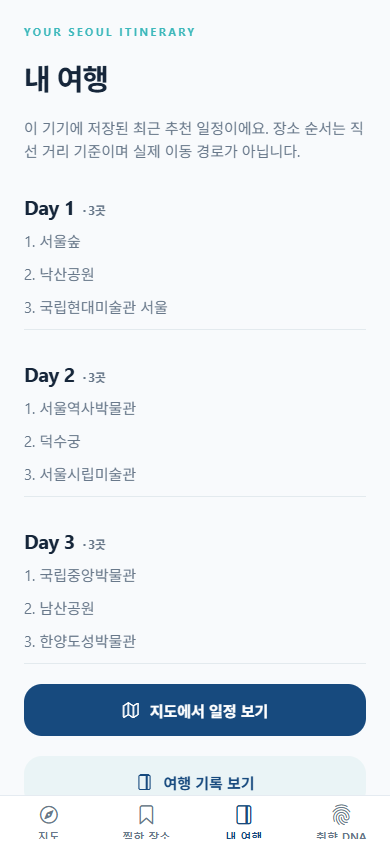 YOUR SEOUL ITINERARY
내 여행
이 기기에 저장된 최근 추천 일정이에요. 장소 순서는 직
선 거리 기준이며 실제 이동 경로가 아닙니다.
Day 1 · 3곳
1. 서울숲
2. 낙산공원
3. 국립현대미술관 서울
Day 2 · 3곳
1. 서울역사박물관
2. 덕수궁
3. 서울시립미술관
Day 3 · 3곳
1. 국립중앙박물관
2. 남산공원
3. 한양도성박물관
지도에서 일정 보기
여행 기록 보기
지도 찜한 장소 내 여행 취향 DNA